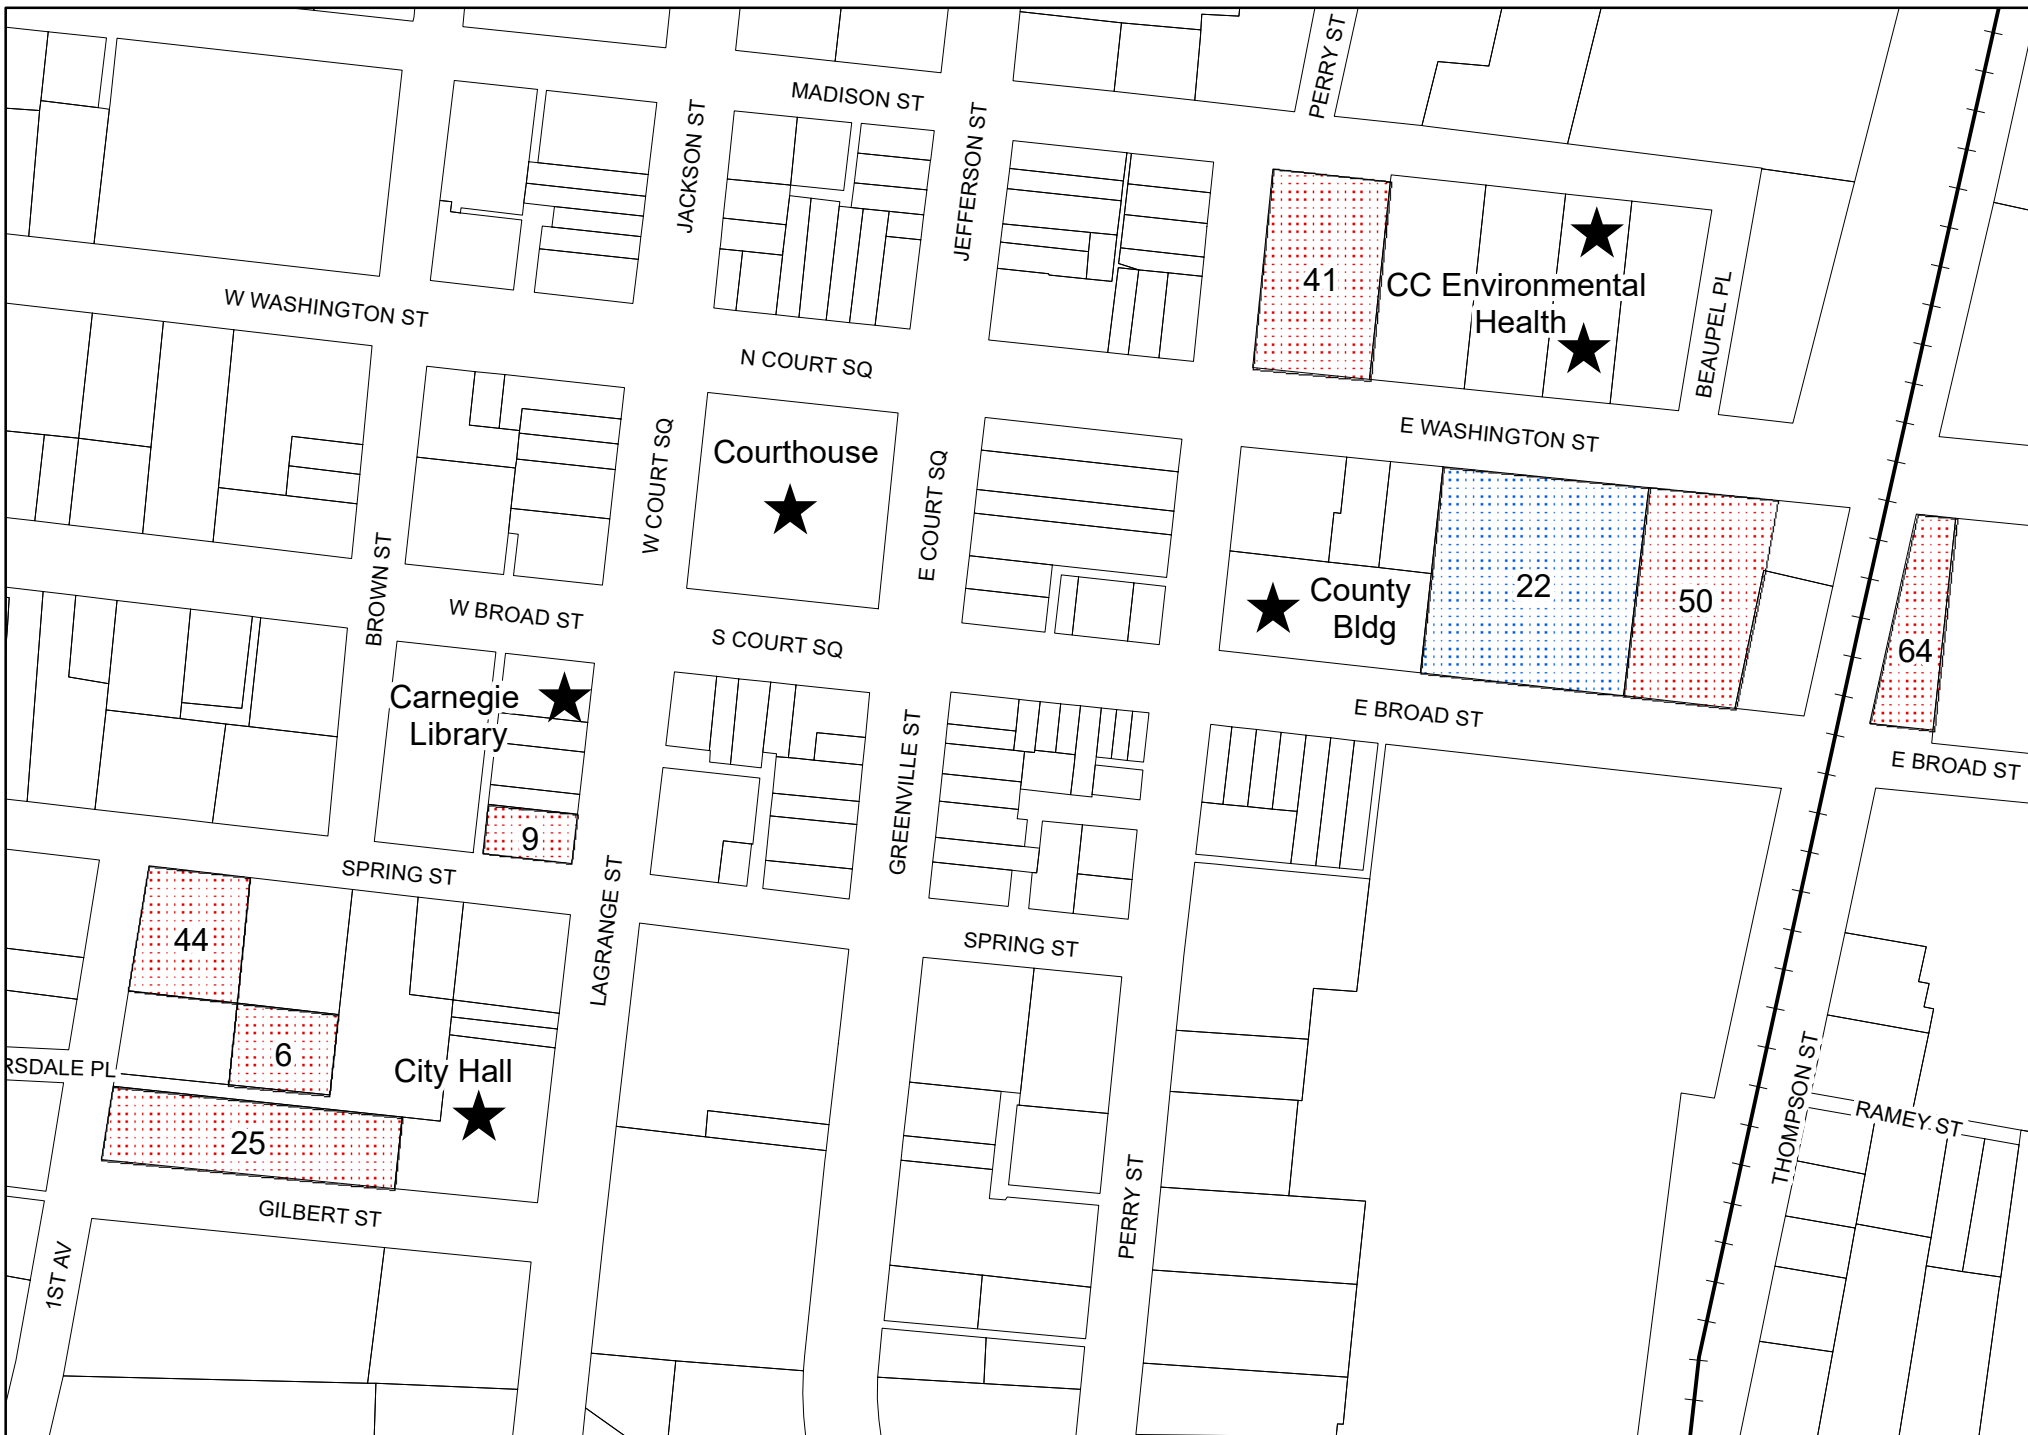 PERRY ST
MADISON ST
JACKSON ST
JEFFERSON ST
41
CC Environmental
Health
BEAUPEL PL
W WASHINGTON ST
N COURT SQ
E WASHINGTON ST
W COURT SQ
Courthouse
E COURT SQ
BROWN ST
22
50
County
Bldg
64
W BROAD ST
S COURT SQ
E BROAD ST
E BROAD ST
Carnegie
Library
GREENVILLE ST
9
SPRING ST
LAGRANGE ST
44
SPRING ST
6
RSDALE PL
City Hall
25
THOMPSON ST
RAMEY ST
PERRY ST
GILBERT ST
1ST AV